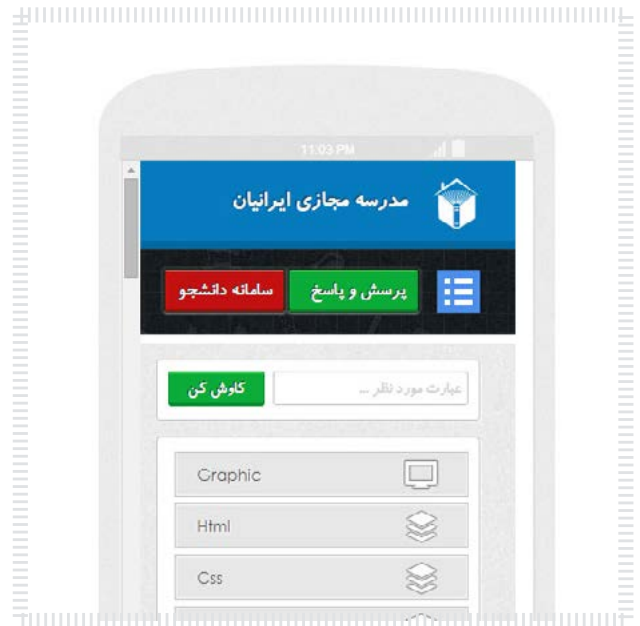 11:03 PM
مدرسه مجازی ایرانیان
پرسش و پاسخ سامانه دانشجو
عبارت مورد نظر ... کاوش کن
Graphic
Html
Css